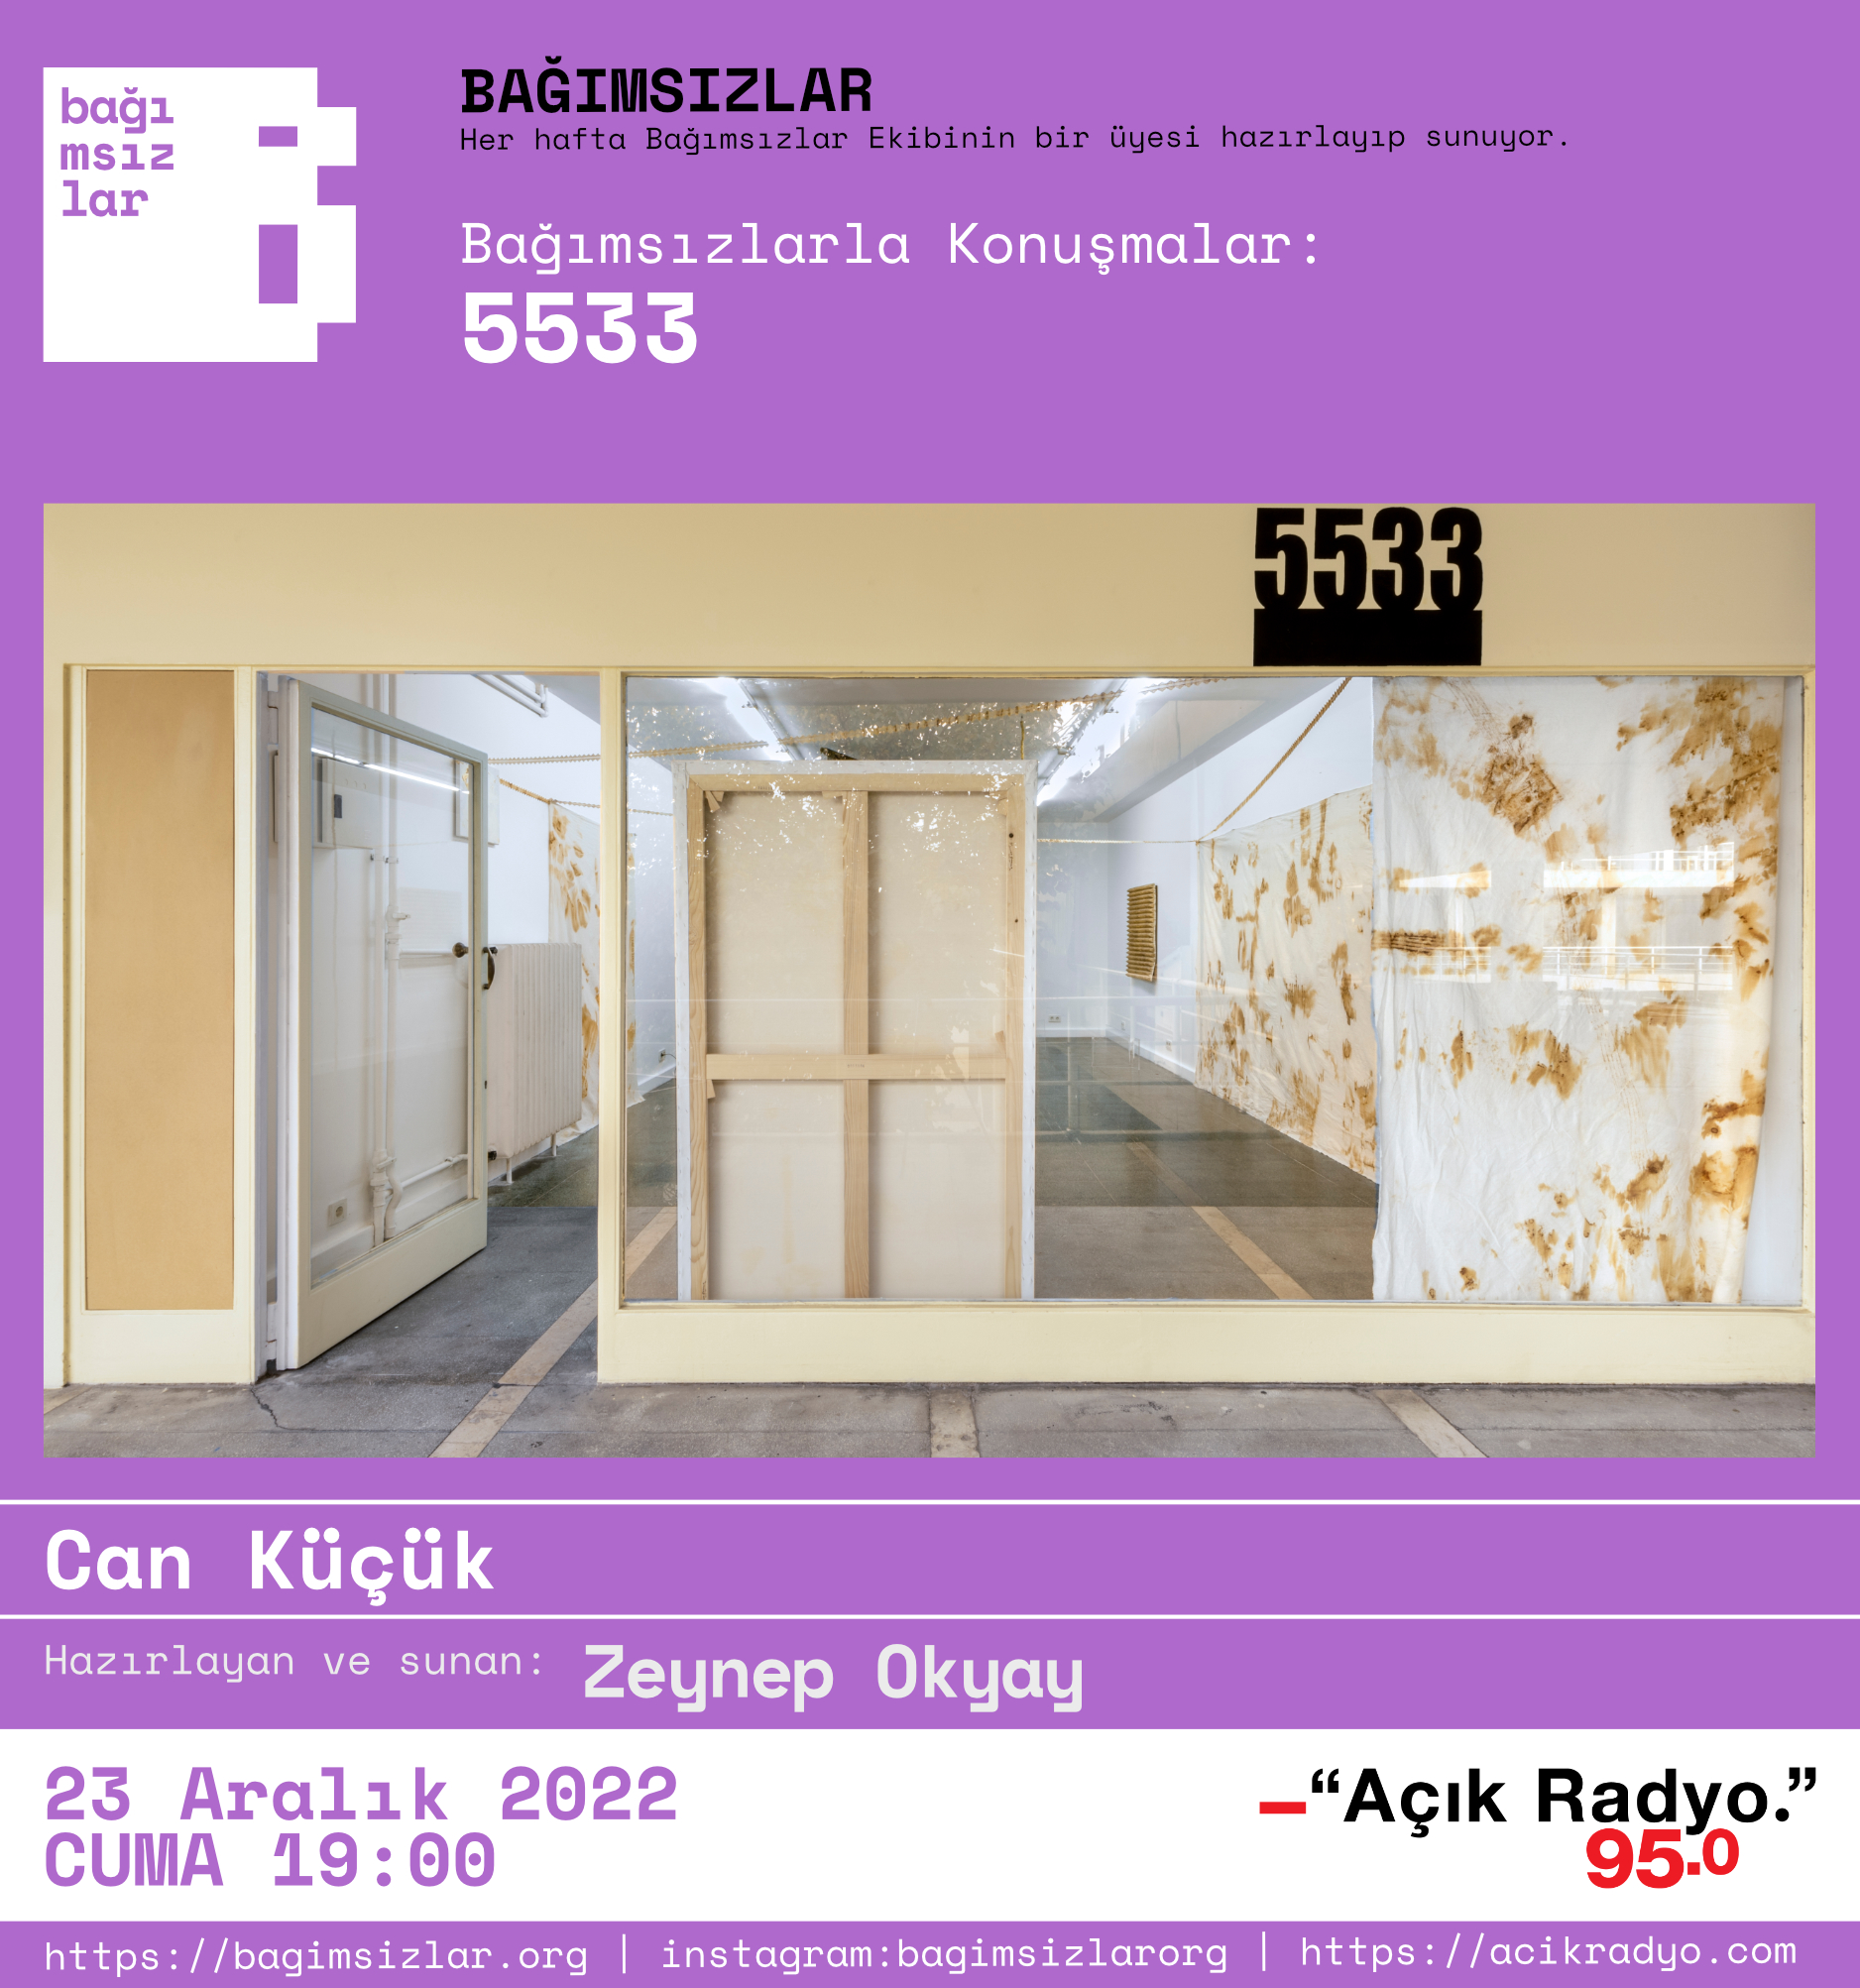 bağı
msız
lar
BAĞIMSIZLAR
Her hafta Bağımsızlar Ekibinin bir üyesi hazırlayıp sunuyor.
Bağımsızlarla Konuşmalar:
5533
5533
Can Küçük
Hazırlayan ve sunan: Zeynep Okyay
23 Aralık 2022
CUMA 19:00
—“Açık Radyo.”
95.0
https://bagimsizlar.org | instagram:bagimsizlarorg | https://acikradyo.com